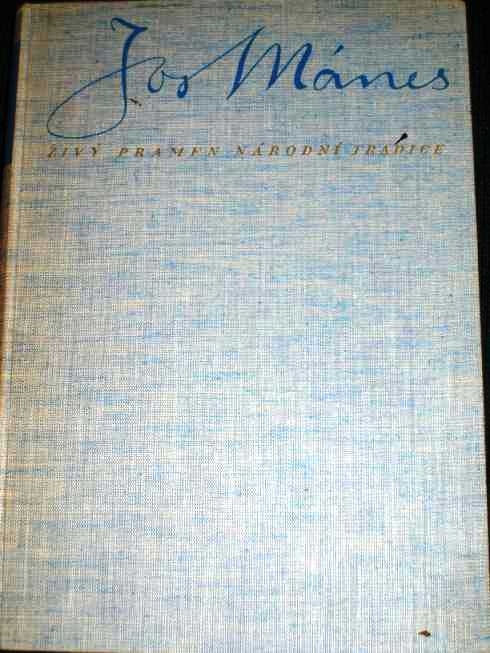 Jos Mánes
ŽIVÝ PRAMEN NÁRODNÍ TRADICE